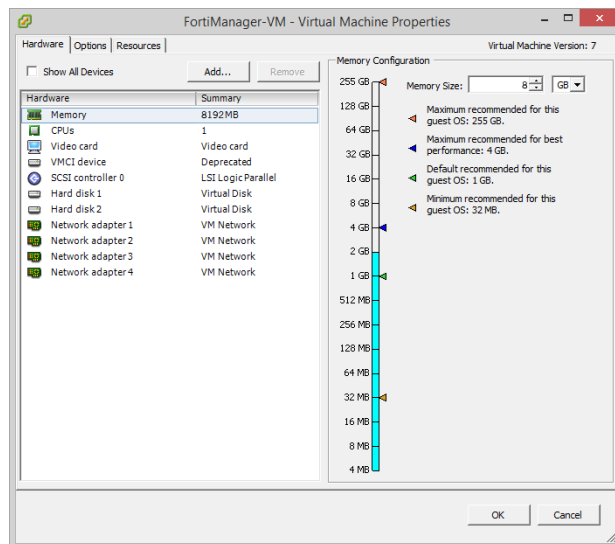 FortiManager-VM - Virtual Machine Properties
Hardware Options Resources
Virtual Machine Version: 7
Show All Devices
Add...
Remove
Hardware Summary
Memory 8192MB
CPUs 1
Video card Video card
VMCI device Deprecated
SCSI controller 0 LSI Logic Parallel
Hard disk 1 Virtual Disk
Hard disk 2 Virtual Disk
Network adapter 1 VM Network
Network adapter 2 VM Network
Network adapter 3 VM Network
Network adapter 4 VM Network
Memory Configuration
255 GB
128 GB
64 GB
32 GB
16 GB
8 GB
4 GB
2 GB
1 GB
512 MB
256 MB
128 MB
64 MB
32 MB
16 MB
8 MB
4 MB
Memory Size: 8 GB
Maximum recommended for this
guest OS: 255 GB.
Maximum recommended for best
performance: 4 GB.
Default recommended for this
guest OS: 1 GB.
Minimum recommended for this
guest OS: 32 MB.
OK
Cancel